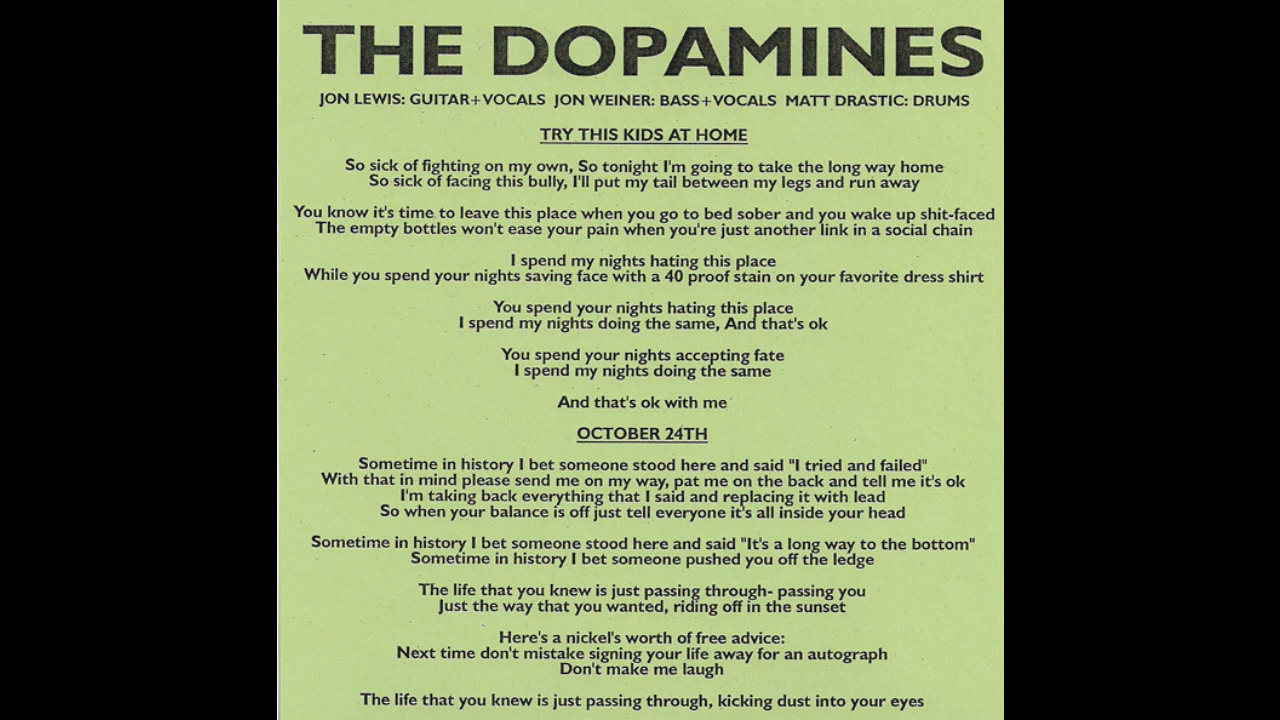 THE DOPAMINES
JON LEWIS: GUITAR+VOCALS JON WEINER: BASS+VOCALS MATT DRASTIC: DRUMS
TRY THIS KIDS AT HOME
So sick of fighting on my own, So tonight I'm going to take the long way home
So sick of facing this bully, I'll put my tail between my legs and run away
You know it's time to leave this place when you go to bed sober and you wake up shit-faced
The empty bottles won't ease your pain when you're just another link in a social chain
I spend my nights hating this place
While you spend your nights saving face with a 40 proof stain on your favorite dress shirt
You spend your nights hating this place
I spend my nights doing the same, And that's ok
You spend your nights accepting fate
I spend my nights doing the same
And that's ok with me
OCTOBER 24TH
Sometime in history I bet someone stood here and said "I tried and failed"
With that in mind please send me on my way, pat me on the back and tell me it's ok
I'm taking back everything that I said and replacing it with lead
So when your balance is off just tell everyone it's all inside your head
Sometime in history I bet someone stood here and said "It's a long way to the bottom"
Sometime in history I bet someone pushed you off the ledge
The life that you knew is just passing through- passing you
Just the way that you wanted, riding off in the sunset
Here's a nickel's worth of free advice:
Next time don't mistake signing your life away for an autograph
Don't make me laugh
The life that you knew is just passing through, kicking dust into your eyes